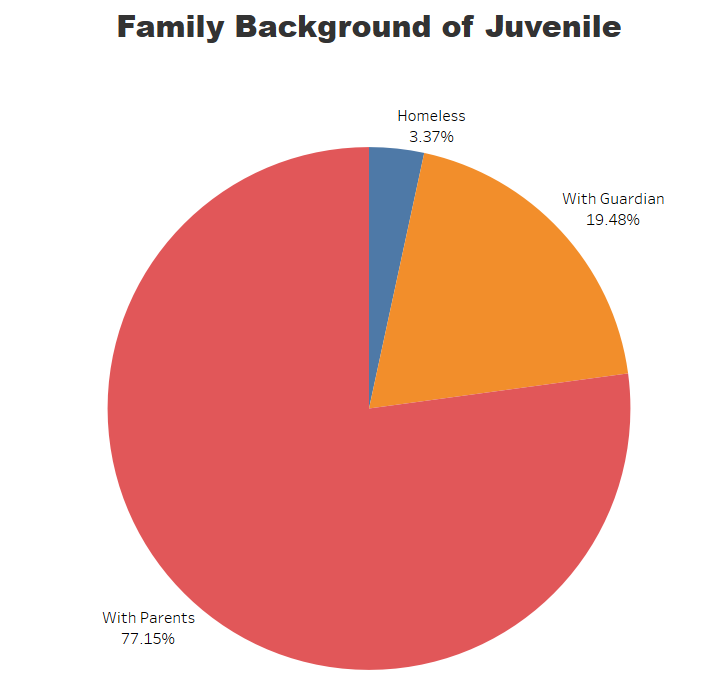 Family Background of Juvenile
Homeless
3.37%
With Guardian
19.48%
With Parents
77.15%